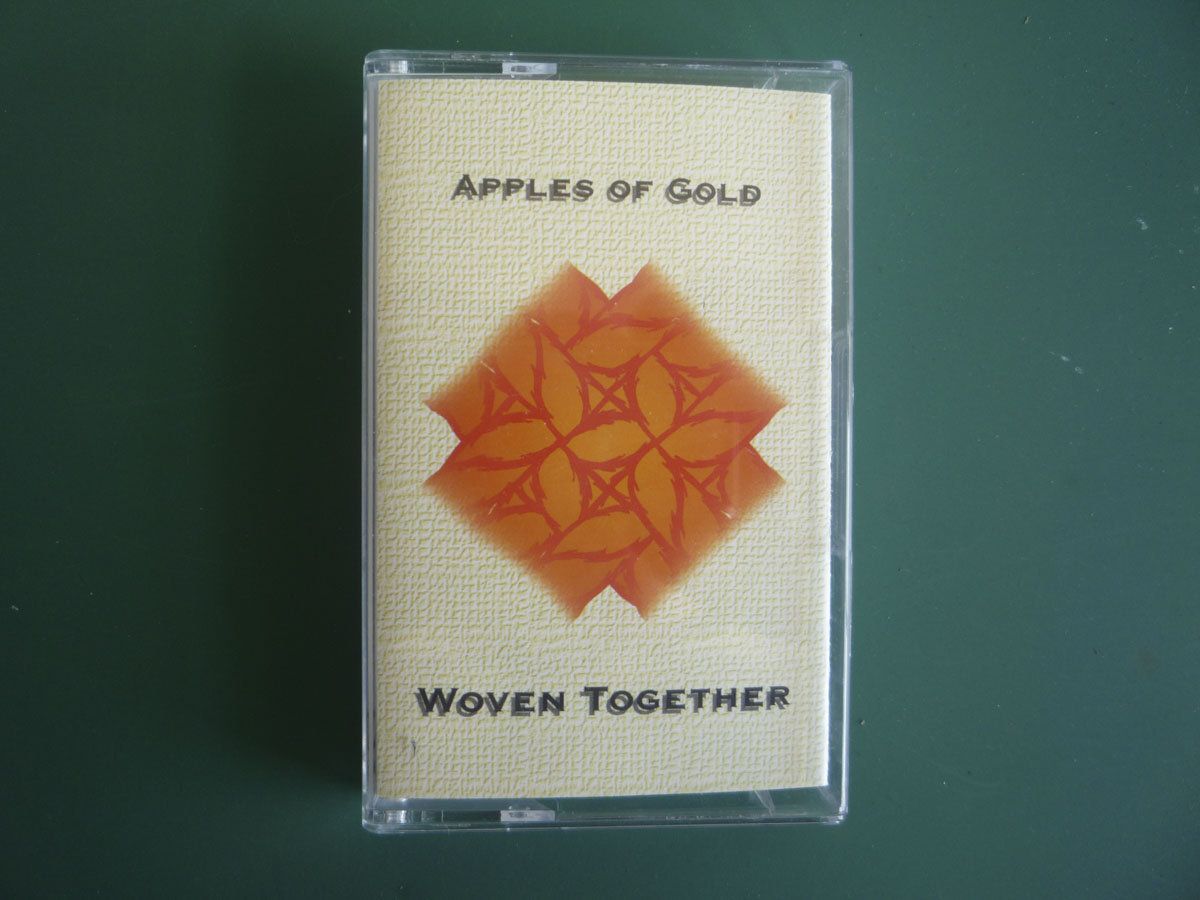 Apples of Gold
Woven Together